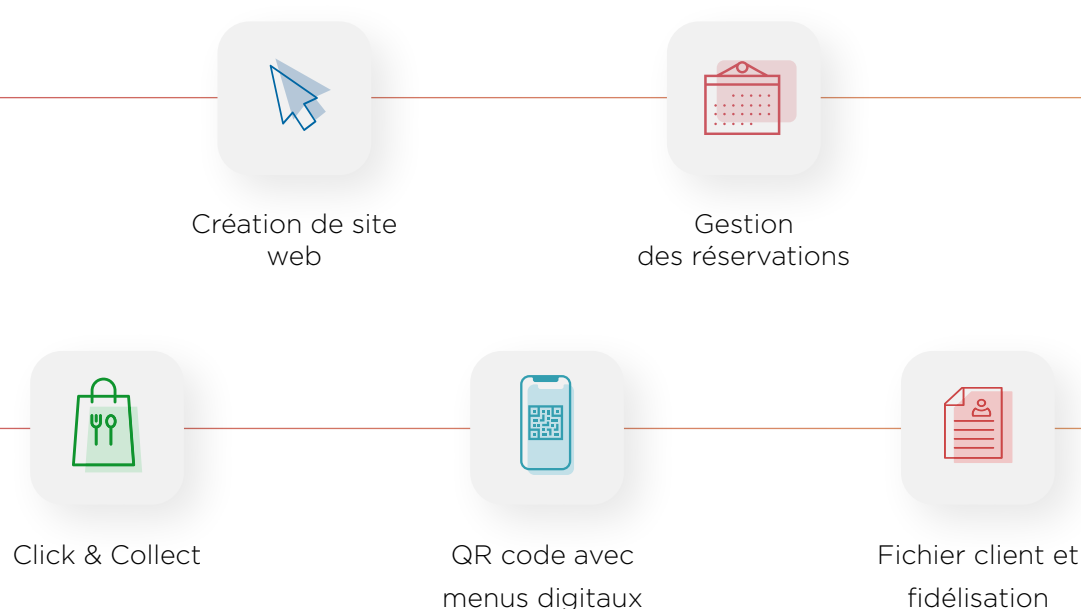 Création de site
web
Gestion
des réservations
Click & Collect
QR code avec
menus digitaux
Fichier client et
fidélisation